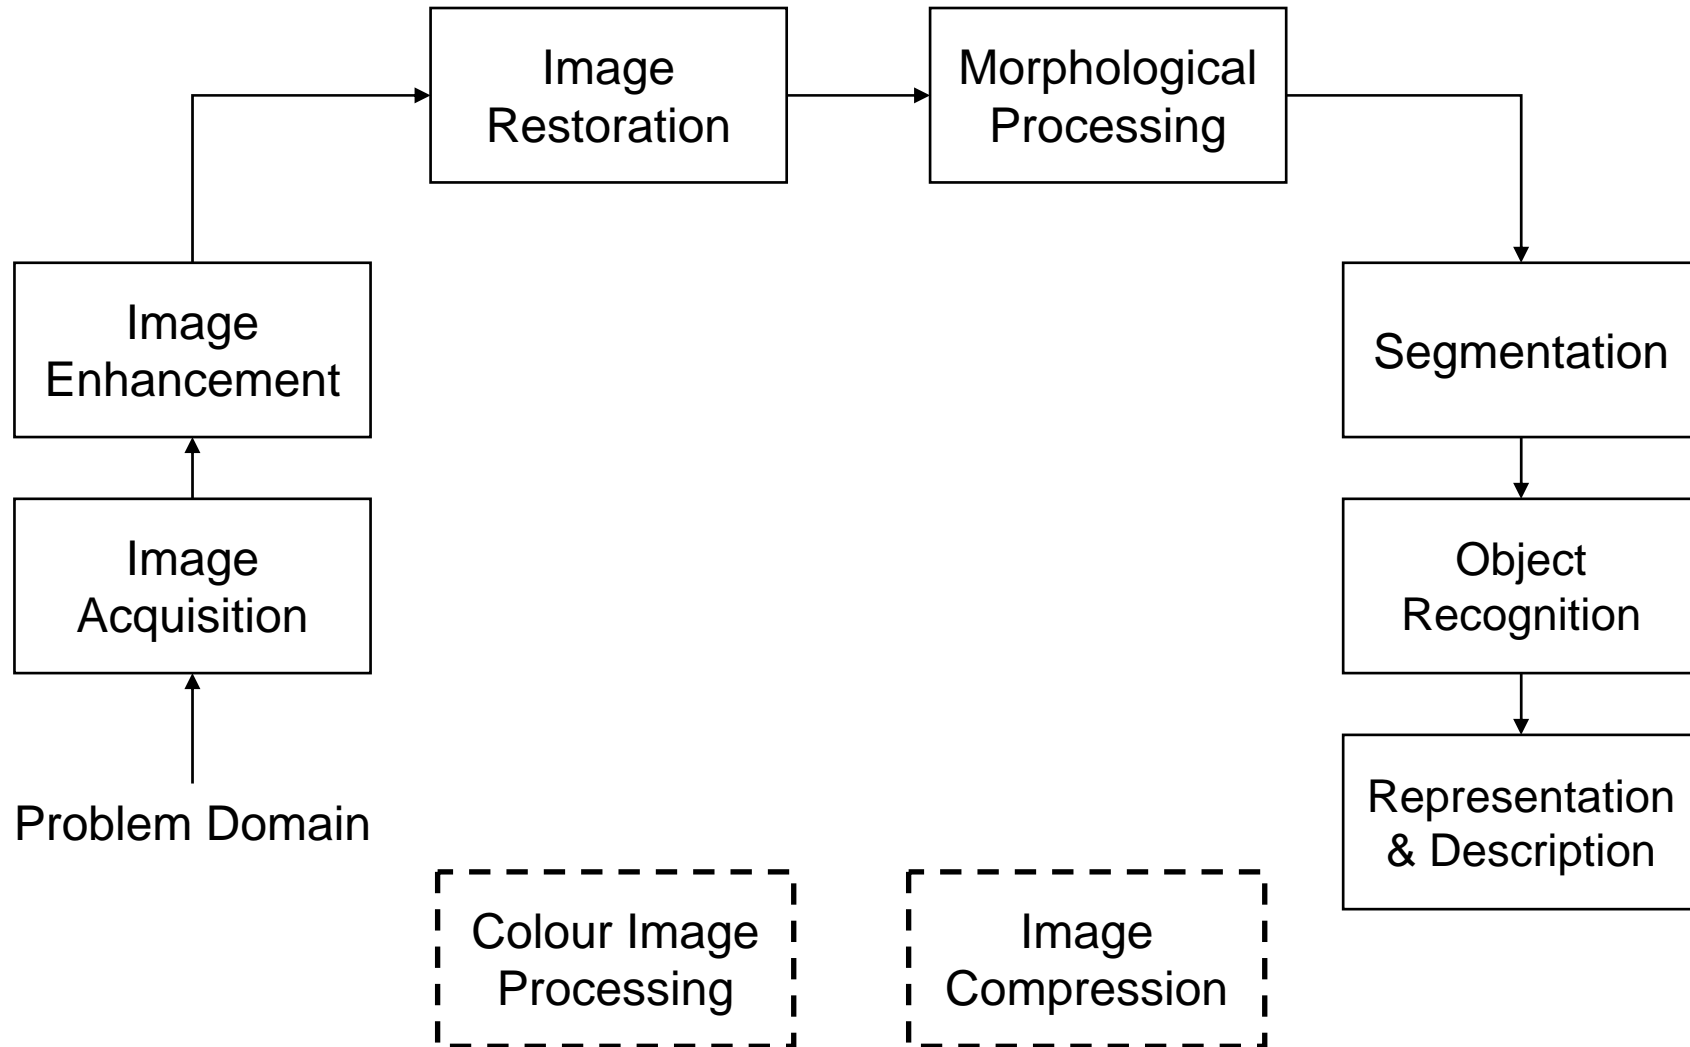 Image
Restoration
Morphological
Processing
Image
Enhancement
Segmentation
Image
Acquisition
Object
Recognition
Problem Domain
Representation
& Description
Colour Image
Processing
Image
Compression